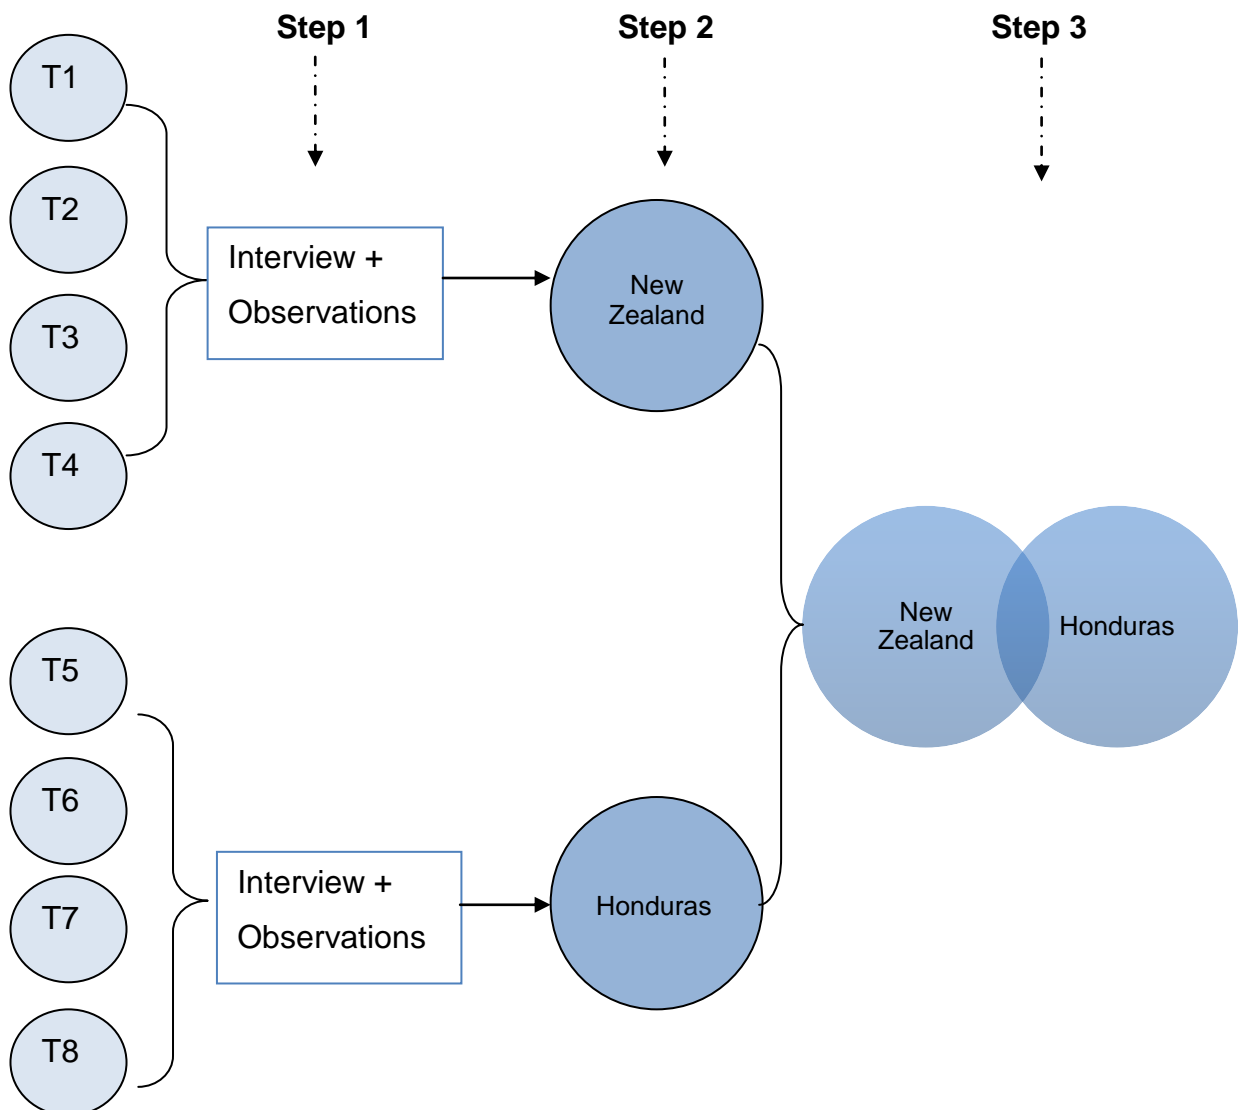 Step 1
Step 2
Step 3
T1
T2
T3
T4
Interview +
Observations
New
Zealand
New
Zealand
Honduras
T5
T6
T7
T8
Interview +
Observations
Honduras